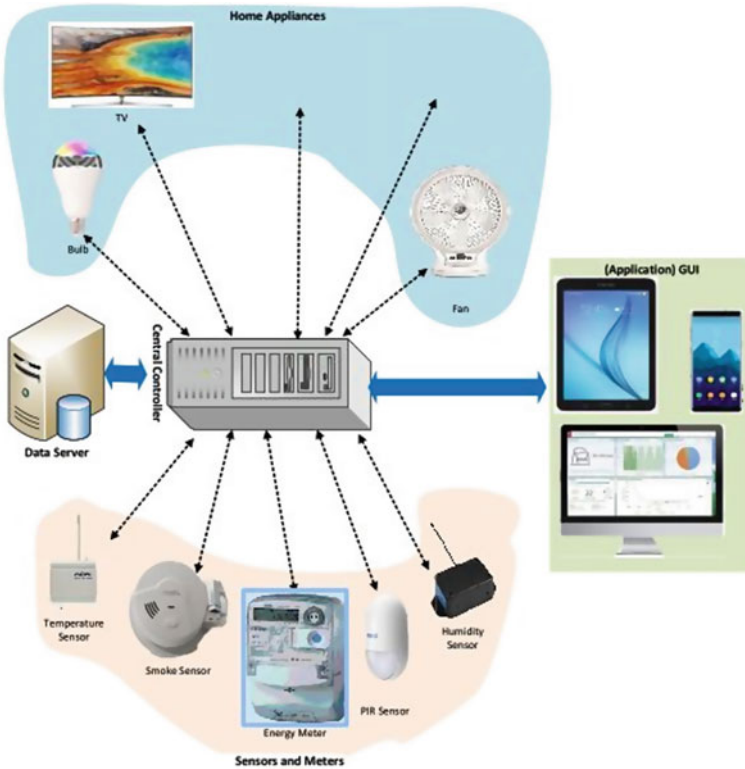 Home Appliances
TV
Bulb
Fan
(Application) GUI
Central Controller
Data Server
Temperature
Sensor
Smoke Sensor
Energy Meter
PIR Sensor
Humidity
Sensor
Sensors and Meters